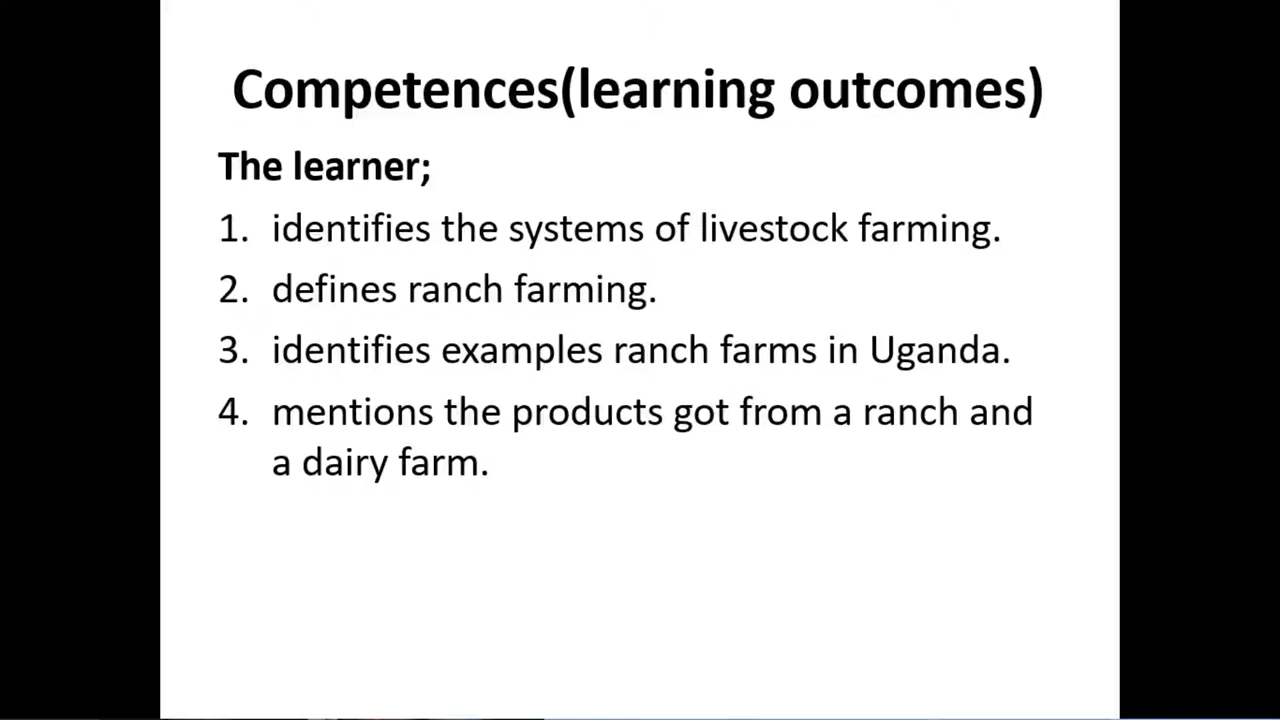 Competences(learning outcomes)
The learner;
1. identifies the systems of livestock farming.
2. defines ranch farming.
3. identifies examples ranch farms in Uganda.
4. mentions the products got from a ranch and
a dairy farm.